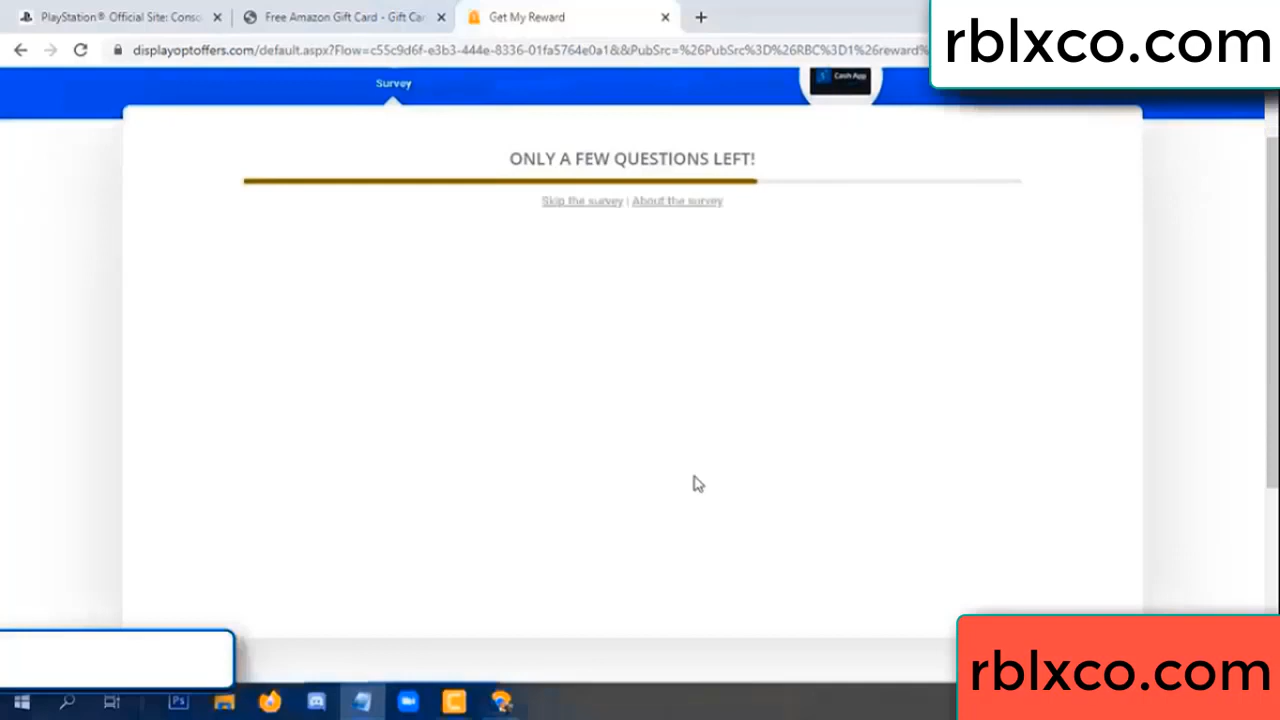 PlayStation® Official Site: Conso
Free Amazon Gift Card - Gift Car
Get My Reward
displayoptoffers.com/default.aspx?Flow=c55c9d6f-e3b3-444e-8336-01fa5764e0a1&&PubSrc=%26PubSrc%3D%26RBC%3D1%26reward%
rblxco.com
Survey
Cash App
ONLY A FEW QUESTIONS LEFT!
Skip the survey | About the survey
rblxco.com
Ps